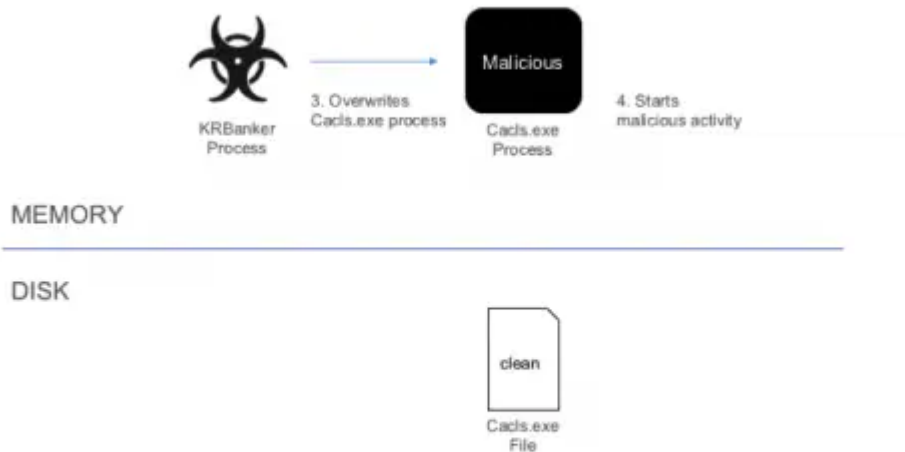 Malicious
3. Overwrites
Cacls.exe process
4. Starts
malicious activity
KRBanker
Process
Cacls.exe
Process
MEMORY
DISK
clean
Cacls.exe
File